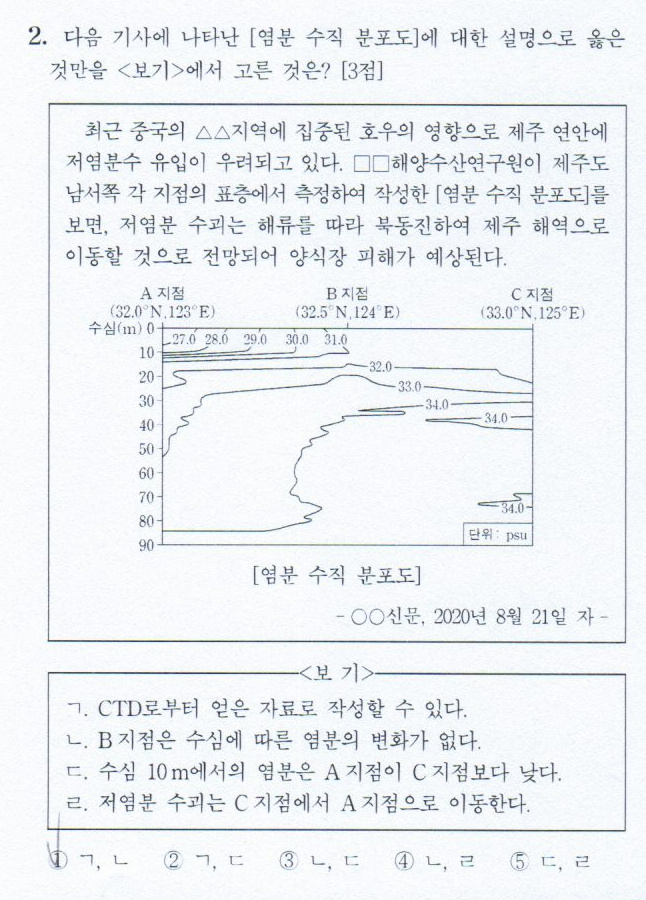 2. 다음 기사에 나타난 [염분 수직 분포도]에 대한 설명으로 옳은
것만을 <보기>에서 고른 것은? [3점]
최근 중국의 △△지역에 집중된 호우의 영향으로 제주 연안에
저염분수 유입이 우려되고 있다. □□해양수산연구원이 제주도
남서쪽 각 지점의 표층에서 측정하여 작성한 [염분 수직 분포도]를
보면, 저염분 수괴는 해류를 따라 북동진하여 제주 해역으로
이동할 것으로 전망되어 양식장 피해가 예상된다.
A 지점 B 지점 C 지점
(32.0°N,123°E) (32.5°N,124°E) (33.0°N,125°E)
수심(m) 0
27.0 28.0 29.0 30.0 31.0
10
32.0
20
33.0
30
34.0
34.0
40
50
60
70
34.0
80
단위: psu
90
[염분 수직 분포도]
- ○○신문, 2020년 8월 21일 자 -
<보 기>
ㄱ. CTD로부터 얻은 자료로 작성할 수 있다.
ㄴ. B 지점은 수심에 따른 염분의 변화가 없다.
ㄷ. 수심 10 m에서의 염분은 A 지점이 C 지점보다 낮다.
ㄹ. 저염분 수괴는 C 지점에서 A 지점으로 이동한다.
① ㄱ, ㄴ ② ㄱ, ㄷ ③ ㄴ, ㄷ ④ ㄴ, ㄹ ⑤ ㄷ, ㄹ